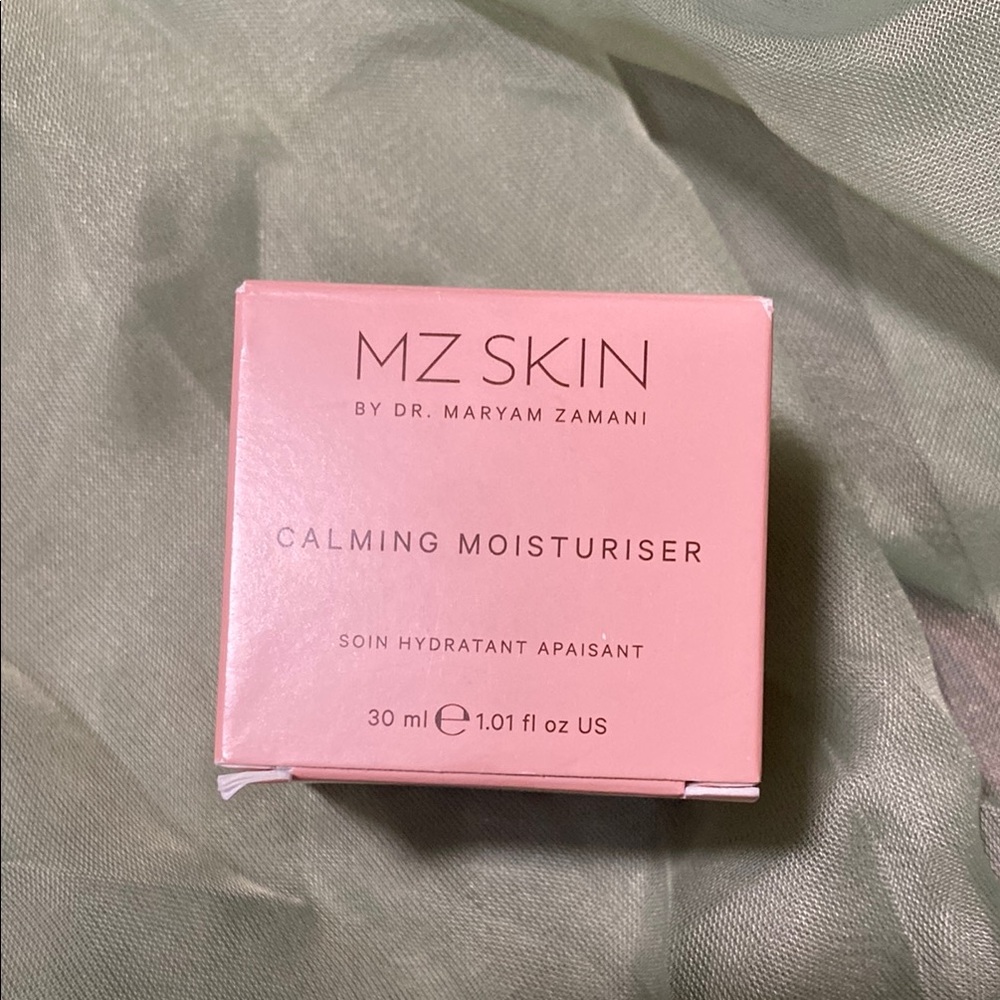 MZ SKIN
BY DR. MARYAM ZAMANI
CALMING MOISTURISER
SOIN HYDRATANT APAISANT
30 ml ℮ 1.01 fl oz US